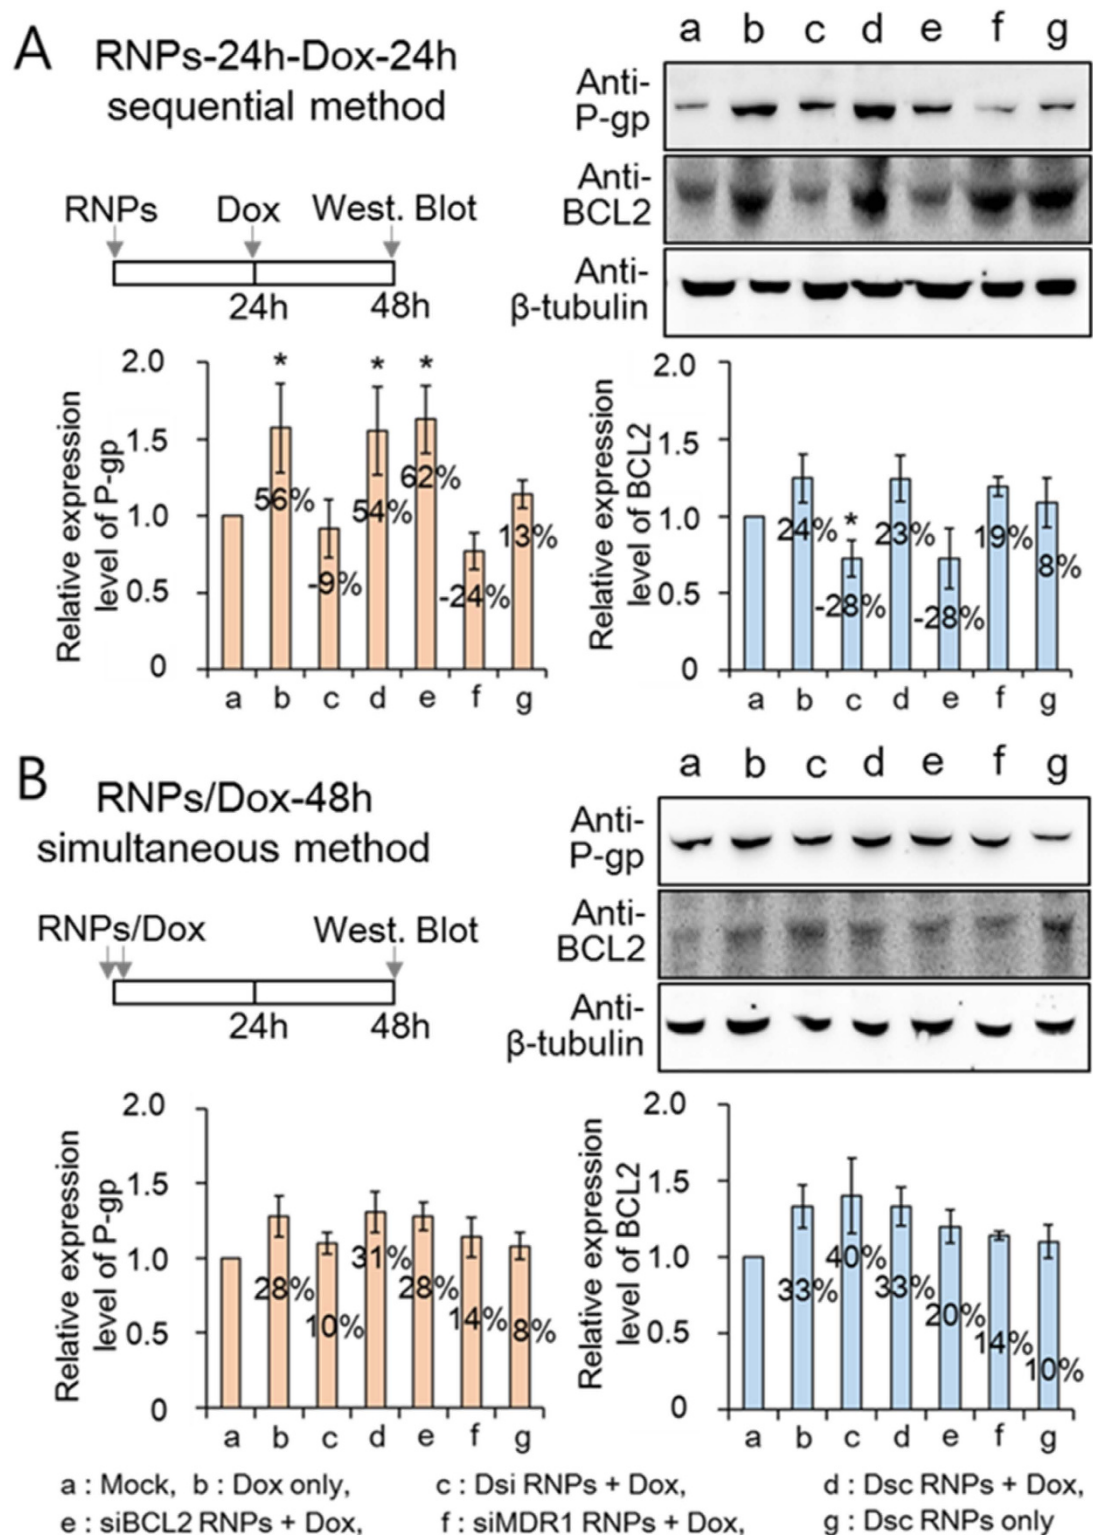 A
RNPs-24h-Dox-24h
sequential method
RNPs Dox West. Blot
24h 48h
a b c d e f g
Anti-
P-gp
Anti-
BCL2
Anti-
β-tubulin
Relative expression
level of P-gp
2.0
1.5
1.0
0.5
0
* * *
56% -9% 54% 62% -24% 13%
a b c d e f g
Relative expression
level of BCL2
2.0
1.5
1.0
0.5
0
*
24% -28% 23% -28% 19% 8%
a b c d e f g
B
RNPs/Dox-48h
simultaneous method
RNPs/Dox West. Blot
24h 48h
a b c d e f g
Anti-
P-gp
Anti-
BCL2
Anti-
β-tubulin
Relative expression
level of P-gp
2.0
1.5
1.0
0.5
0
28% 10% 31% 28% 14% 8%
a b c d e f g
Relative expression
level of BCL2
2.0
1.5
1.0
0.5
0
33% 40% 33% 20% 14% 10%
a b c d e f g
a : Mock, b : Dox only, c : Dsi RNPs + Dox, d : Dsc RNPs + Dox,
e : siBCL2 RNPs + Dox, f : siMDR1 RNPs + Dox, g : Dsc RNPs only